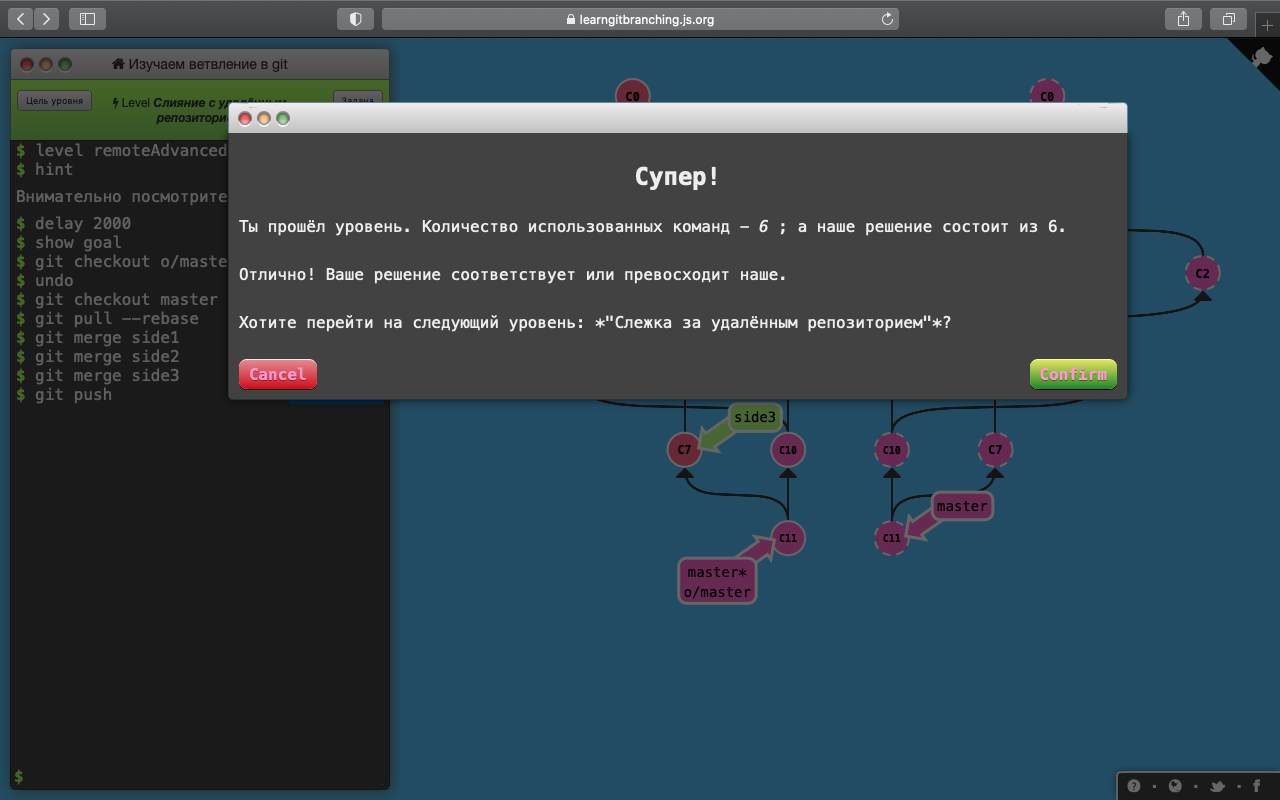 learngitbranching.js.org
Изучаем ветвление в git
Цель уровня
Level Слияние с удалённым
репозиторие
Задача
$ level remoteAdvanced
$ hint
Внимательно посмотрите
$ delay 2000
$ show goal
$ git checkout o/maste
$ undo
$ git checkout master
$ git pull --rebase
$ git merge side1
$ git merge side2
$ git merge side3
$ git push
$
C0
C0
Супер!
Ты прошёл уровень. Количество использованных команд – 6 ; а наше решение состоит из 6.
Отлично! Ваше решение соответствует или превосходит наше.
Хотите перейти на следующий уровень: *"Слежка за удалённым репозиторием"*?
Cancel
Confirm
C2
side3
C7
C10
C10
C7
master
C11
C11
master*
o/master